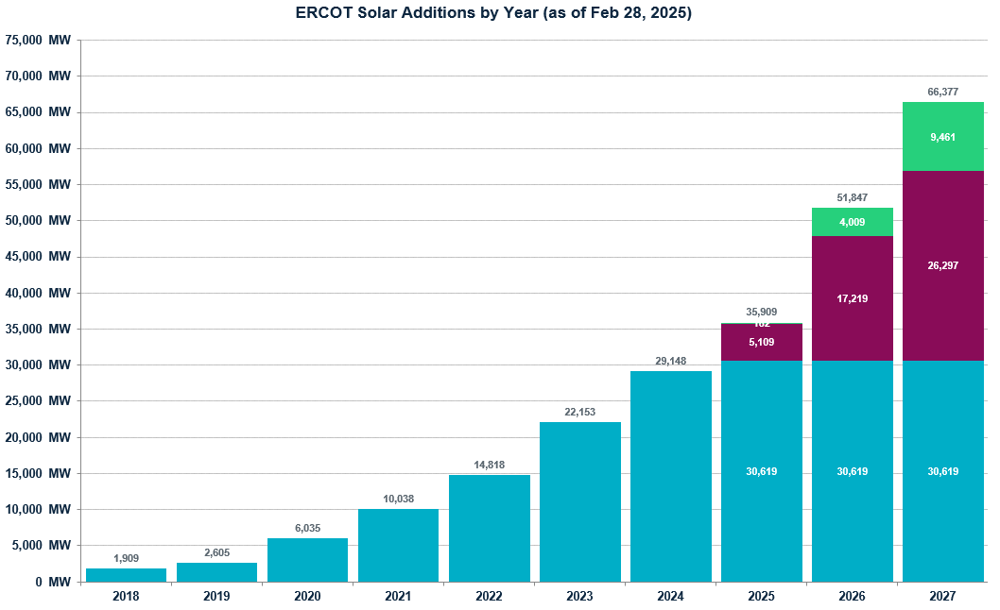 ERCOT Solar Additions by Year (as of Feb 28, 2025)
75,000 MW
70,000 MW
65,000 MW
60,000 MW
55,000 MW
50,000 MW
45,000 MW
40,000 MW
35,000 MW
30,000 MW
25,000 MW
20,000 MW
15,000 MW
10,000 MW
5,000 MW
0 MW
1,909
2,605
6,035
10,038
14,818
22,153
29,148
35,909
5,109
30,619
51,847
4,009
17,219
30,619
66,377
9,461
26,297
30,619
2018 2019 2020 2021 2022 2023 2024 2025 2026 2027